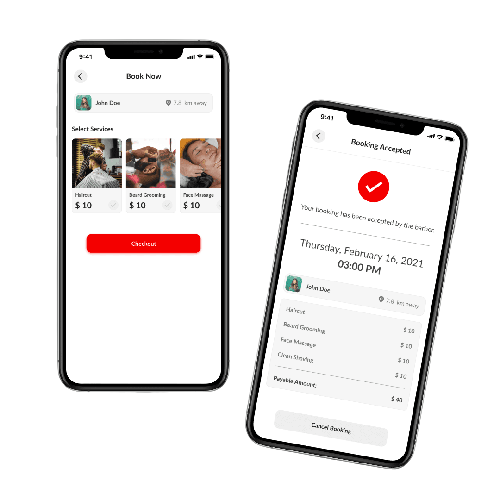 9:41
Book Now
John Doe
7.8 km away
Select Services
Haircut
Beard Grooming
Face Massage
$ 10
$ 10
$ 10
Checkout
9:41
Booking Accepted
Your booking has been accepted by the barber
Thursday, February 16, 2021
03:00 PM
John Doe
7.8 km away
Haircut $ 10
Beard Grooming $ 10
Face Massage $ 10
Clean Shaving $ 10
Payable Amount: $ 40
Cancel Booking